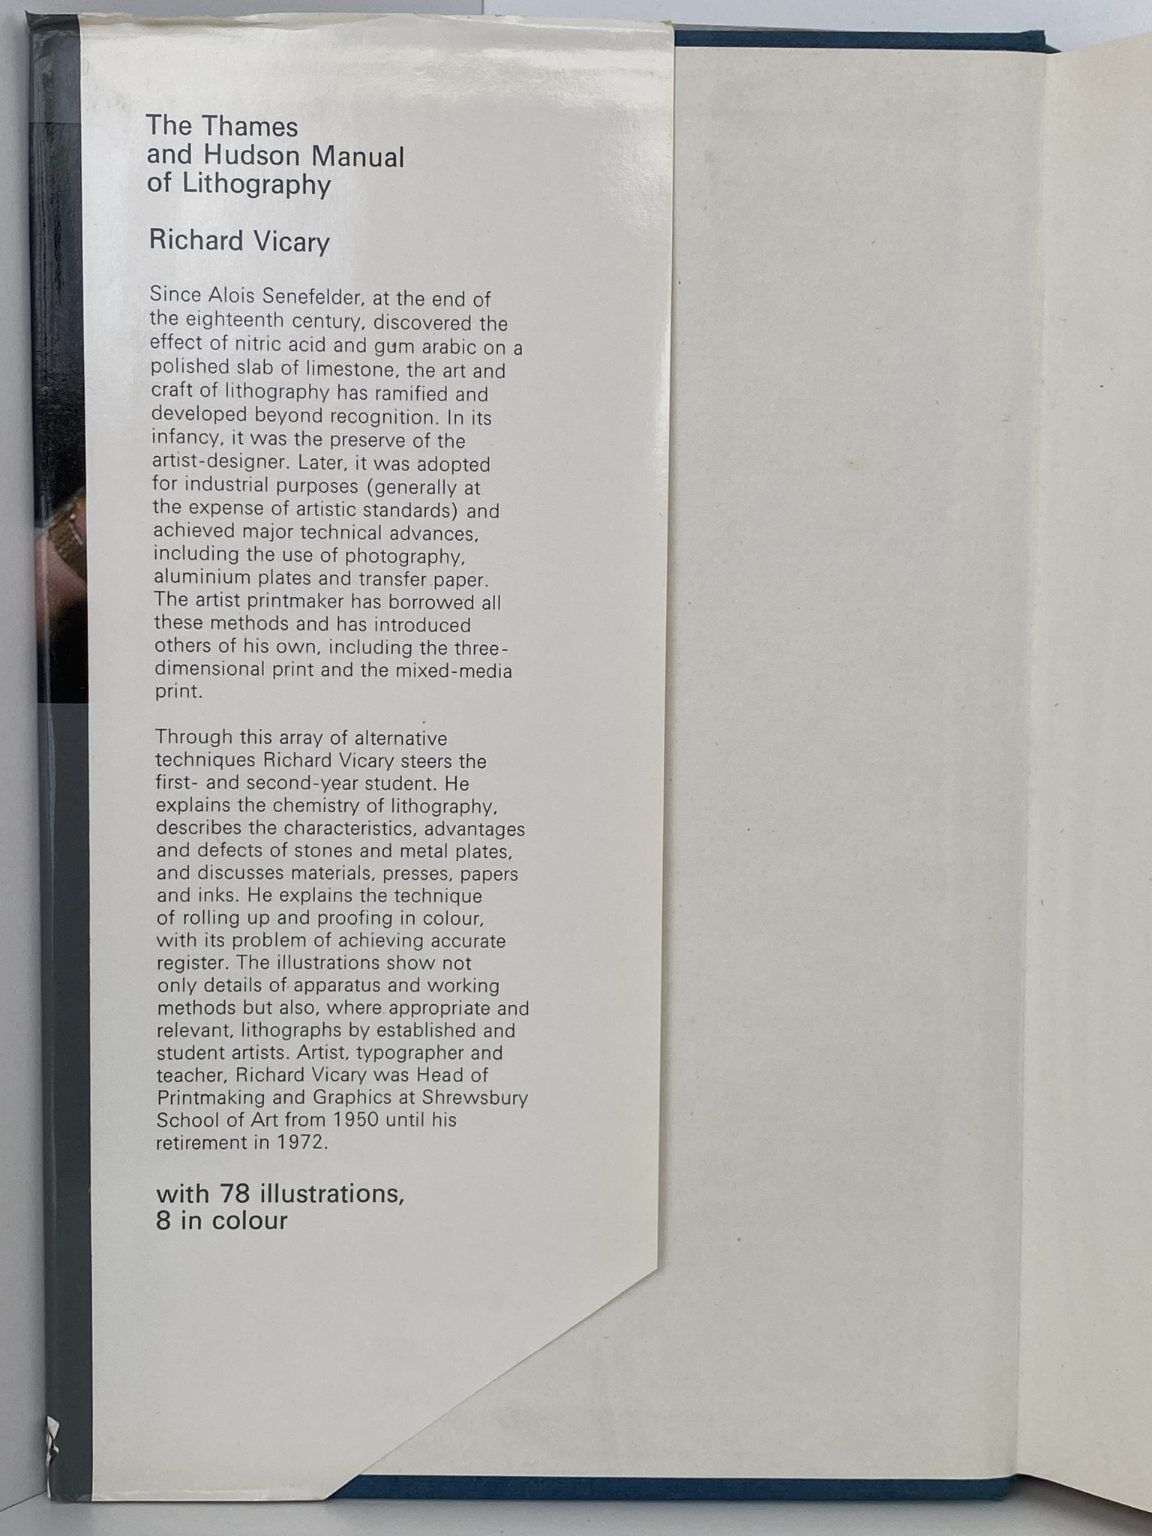 The Thames
and Hudson Manual
of Lithography
Richard Vicary
Since Alois Senefelder, at the end of
the eighteenth century, discovered the
effect of nitric acid and gum arabic on a
polished slab of limestone, the art and
craft of lithography has ramified and
developed beyond recognition. In its
infancy, it was the preserve of the
artist-designer. Later, it was adopted
for industrial purposes (generally at
the expense of artistic standards) and
achieved major technical advances,
including the use of photography,
aluminium plates and transfer paper.
The artist printmaker has borrowed all
these methods and has introduced
others of his own, including the three-
dimensional print and the mixed-media
print.
Through this array of alternative
techniques Richard Vicary steers the
first- and second-year student. He
explains the chemistry of lithography,
describes the characteristics, advantages
and defects of stones and metal plates,
and discusses materials, presses, papers
and inks. He explains the technique
of rolling up and proofing in colour,
with its problem of achieving accurate
register. The illustrations show not
only details of apparatus and working
methods but also, where appropriate and
relevant, lithographs by established and
student artists. Artist, typographer and
teacher, Richard Vicary was Head of
Printmaking and Graphics at Shrewsbury
School of Art from 1950 until his
retirement in 1972.
with 78 illustrations,
8 in colour